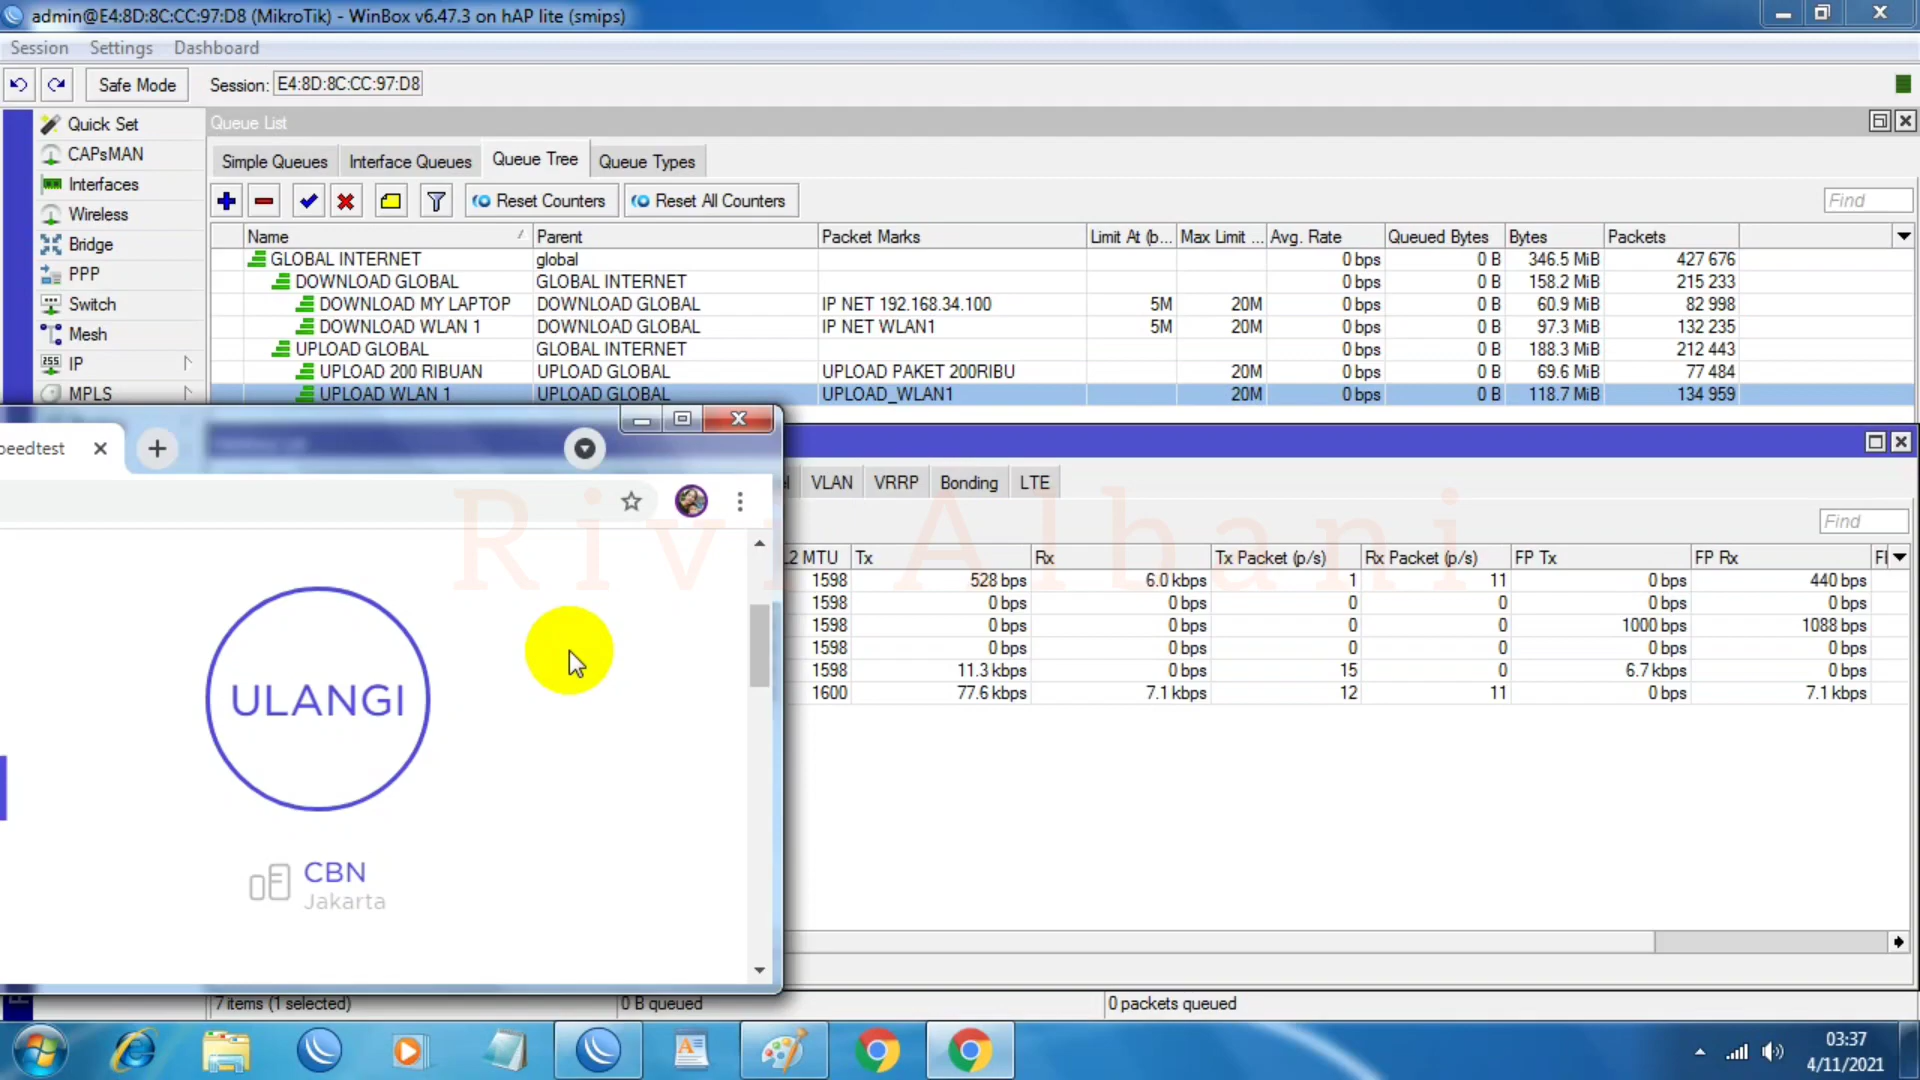 admin@E4:8D:8C:CC:97:D8 (MikroTik) - WinBox v6.47.3 on hAP lite (smips)
Session Settings Dashboard
Safe Mode Session: E4:8D:8C:CC:97:D8
Quick Set
CAPsMAN
Interfaces
Wireless
Bridge
PPP
Switch
Mesh
IP
MPLS
Queue List
Simple Queues Interface Queues Queue Tree Queue Types
Reset Counters Reset All Counters Find
Name Parent Packet Marks Limit At (b... Max Limit ... Avg. Rate Queued Bytes Bytes Packets
GLOBAL INTERNET global 0 bps 0 B 346.5 MiB 427 676
DOWNLOAD GLOBAL GLOBAL INTERNET 0 bps 0 B 158.2 MiB 215 233
DOWNLOAD MY LAPTOP DOWNLOAD GLOBAL IP NET 192.168.34.100 5M 20M 0 bps 0 B 60.9 MiB 82 998
DOWNLOAD WLAN 1 DOWNLOAD GLOBAL IP NET WLAN1 5M 20M 0 bps 0 B 97.3 MiB 132 235
UPLOAD GLOBAL GLOBAL INTERNET 0 bps 0 B 188.3 MiB 212 443
UPLOAD 200 RIBUAN UPLOAD GLOBAL UPLOAD PAKET 200RIBU 20M 0 bps 0 B 69.6 MiB 77 484
UPLOAD WLAN 1 UPLOAD GLOBAL UPLOAD_WLAN1 20M 0 bps 0 B 118.7 MiB 134 959
peedtest
VLAN VRRP Bonding LTE
Rivi Albani
Find
L2 MTU Tx Rx Tx Packet (p/s) Rx Packet (p/s) FP Tx FP Rx
1598 528 bps 6.0 kbps 1 11 0 bps 440 bps
1598 0 bps 0 bps 0 0 0 bps 0 bps
1598 0 bps 0 bps 0 0 1000 bps 1088 bps
1598 0 bps 0 bps 0 0 0 bps 0 bps
1598 11.3 kbps 0 bps 15 0 6.7 kbps 0 bps
1600 77.6 kbps 7.1 kbps 12 11 0 bps 7.1 kbps
ULANGI
CBN
Jakarta
7 items (1 selected) 0 B queued 0 packets queued
03:37
4/11/2021